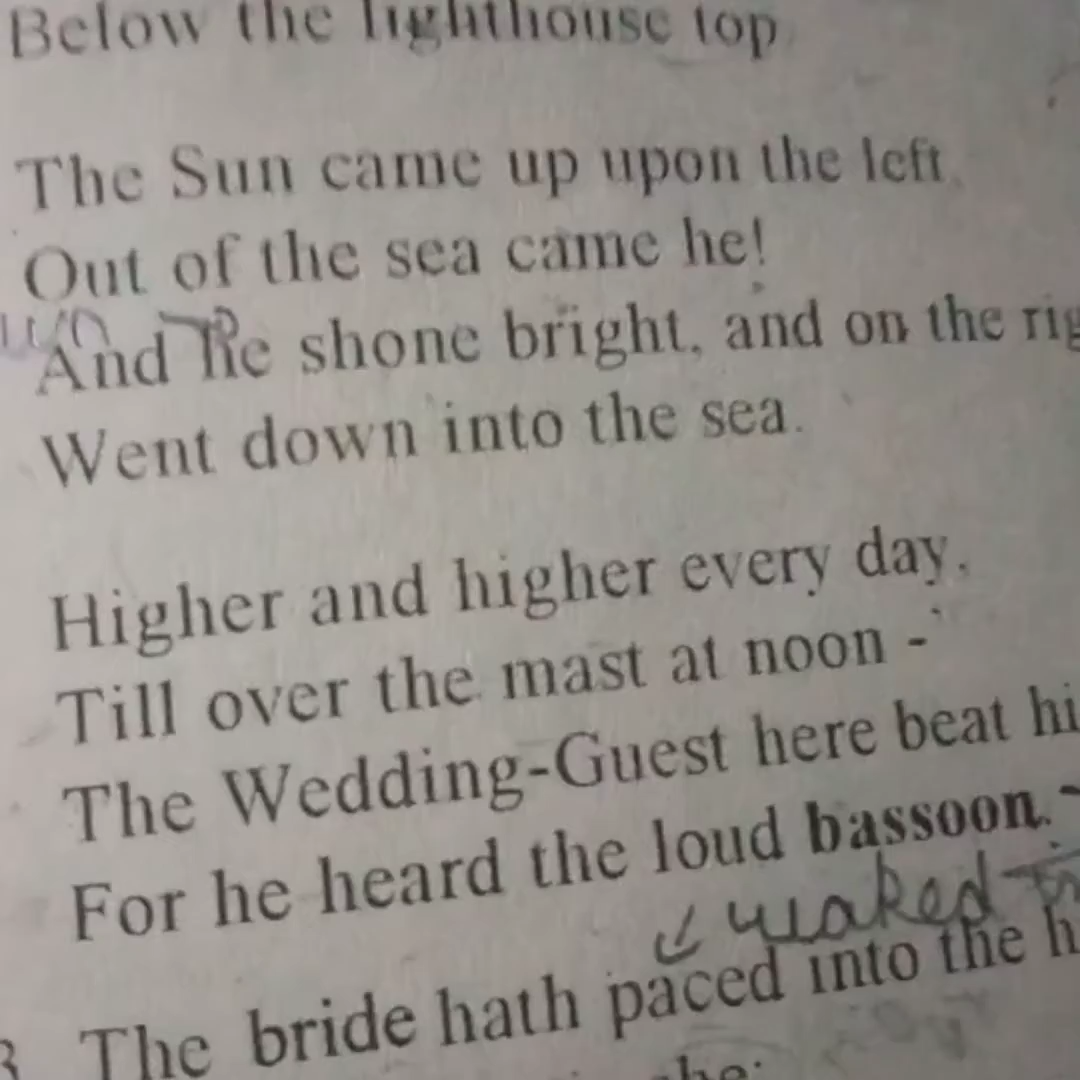 Below the lighthouse top
The Sun came up upon the left,
Out of the sea came he!
And he shone bright, and on the
Went down into the sea.
Higher and higher every day,
Till over the mast at noon -
The Wedding-Guest here beat
For he heard the loud bassoon.
The bride hath paced into the